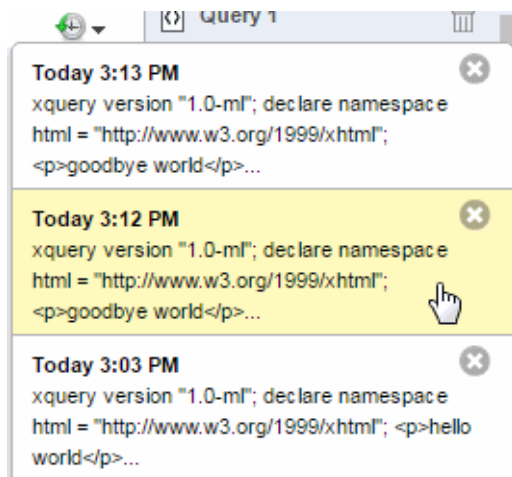 Query 1
Today 3:13 PM
xquery version "1.0-ml"; declare namespace
html = "http://www.w3.org/1999/xhtml";
<p>goodbye world</p>...
Today 3:12 PM
xquery version "1.0-ml"; declare namespace
html = "http://www.w3.org/1999/xhtml";
<p>goodbye world</p>...
Today 3:03 PM
xquery version "1.0-ml"; declare namespace
html = "http://www.w3.org/1999/xhtml"; <p>hello
world</p>...